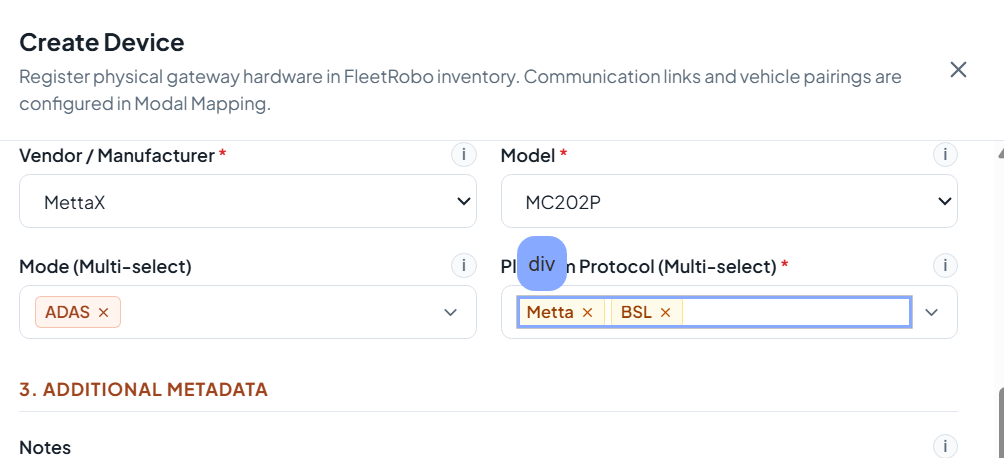 Create Device
Register physical gateway hardware in FleetRobo inventory. Communication links and vehicle pairings are
configured in Modal Mapping.
Vendor / Manufacturer * i
Model * i
MettaX
MC202P
Mode (Multi-select) i
Protocol (Multi-select) * i
div
ADAS ×
Metta × BSL ×
3. ADDITIONAL METADATA
Notes i